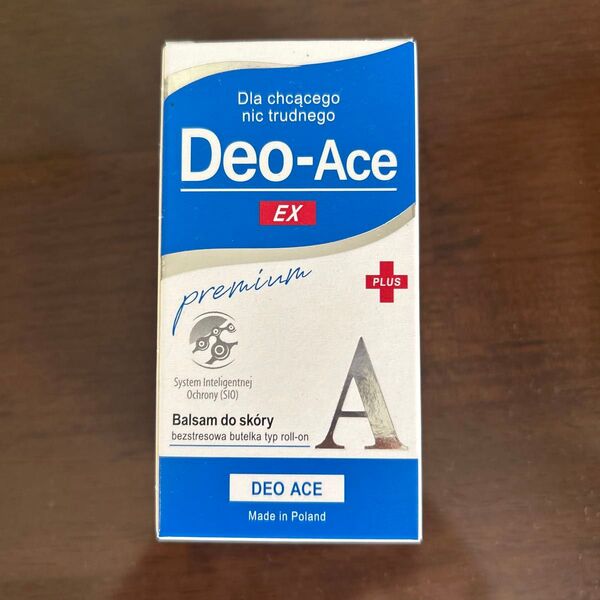 Dla chcącego
nic trudnego
Deo-Ace
EX
premium
PLUS
System Inteligentnej
Ochrony (SIO)
A
Balsam do skóry
bezstresowa butelka typ roll-on
DEO ACE
Made in Poland